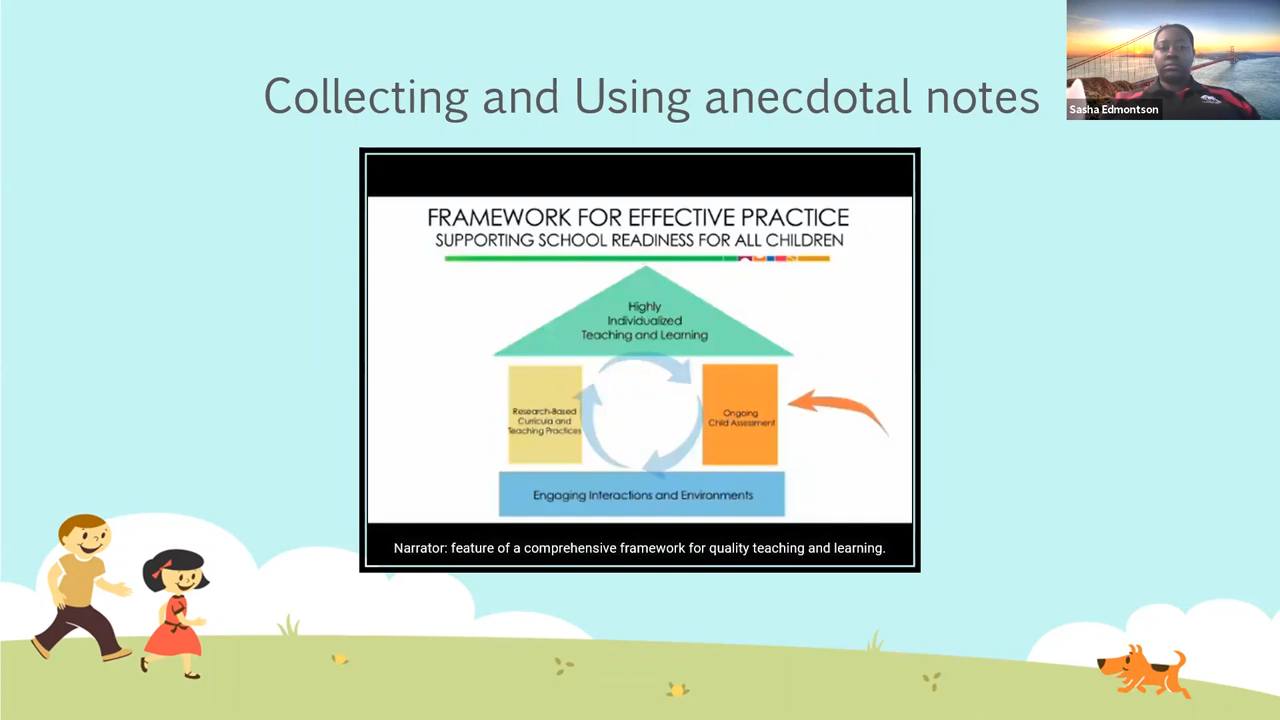 Collecting and Using anecdotal notes
Sasha Edmontson
FRAMEWORK FOR EFFECTIVE PRACTICE
SUPPORTING SCHOOL READINESS FOR ALL CHILDREN
Highly
Individualized
Teaching and Learning
Research-Based
Curricula and
Teaching Practices
Ongoing
Child Assessment
Engaging Interactions and Environments
Narrator: feature of a comprehensive framework for quality teaching and learning.